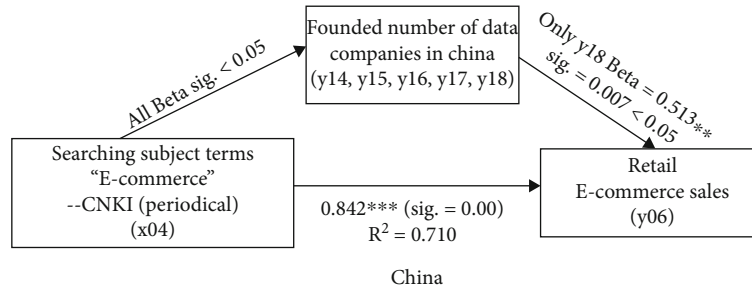 Founded number of data
companies in china
(y14, y15, y16, y17, y18)
All Beta sig. < 0.05
Only y18 Beta = 0.513**
sig. = 0.007 < 0.05
Searching subject terms
“E-commerce”
--CNKI (periodical)
(x04)
0.842*** (sig. = 0.00)
R² = 0.710
Retail
E-commerce sales
(y06)
China